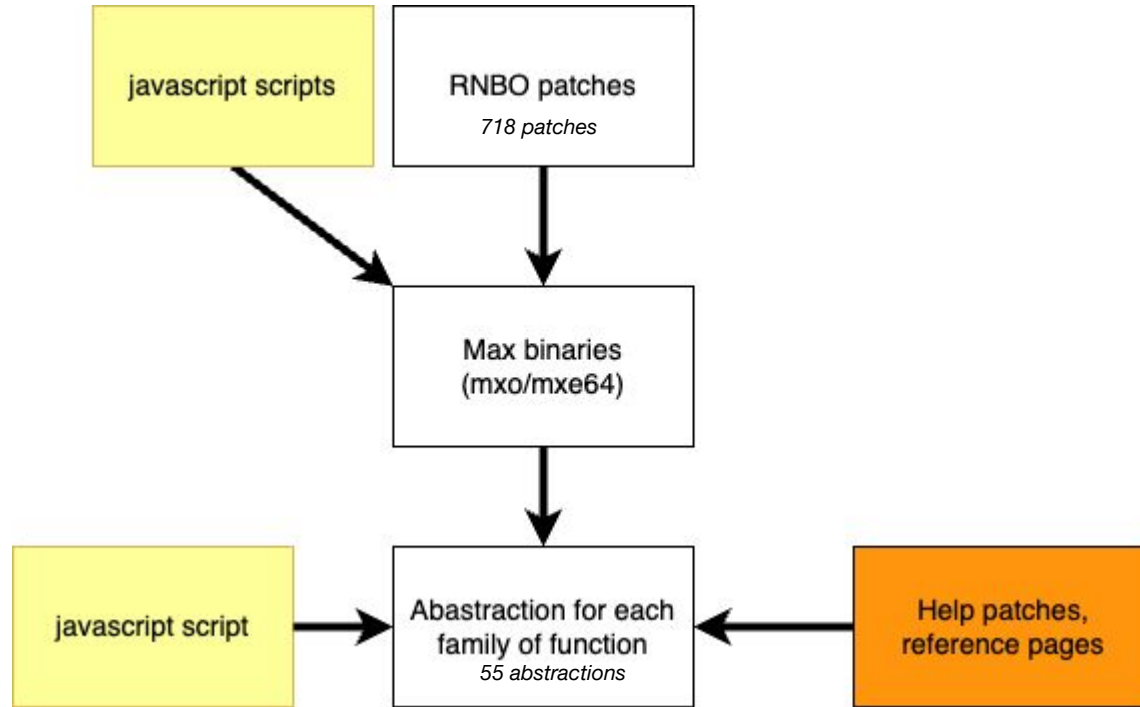 javascript scripts
RNBO patches
718 patches
Max binaries
(mxo/mxe64)
javascript script
Abastraction for each
family of function
55 abstractions
Help patches,
reference pages